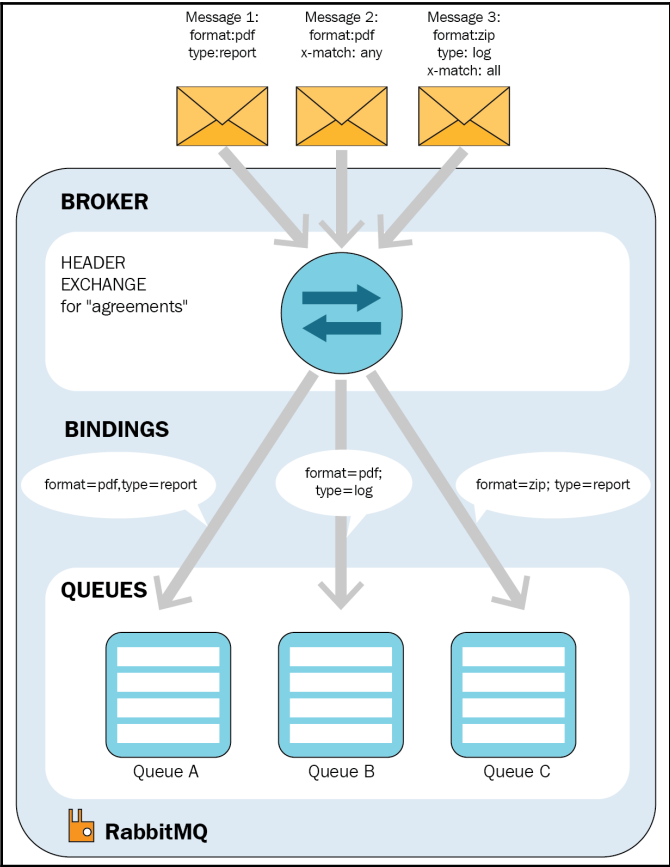 Message 1:
format:pdf
type:report
Message 2:
format:pdf
x-match: any
Message 3:
format:zip
type: log
x-match: all
BROKER
HEADER
EXCHANGE
for "agreements"
BINDINGS
format=pdf,type=report
format=pdf;
type=log
format=zip; type=report
QUEUES
Queue A
Queue B
Queue C
RabbitMQ